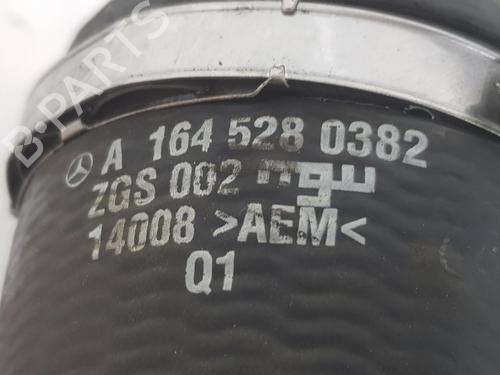 B-PARTS
A 164 528 0382
ZGS 002
14008 >AEM<
Q1